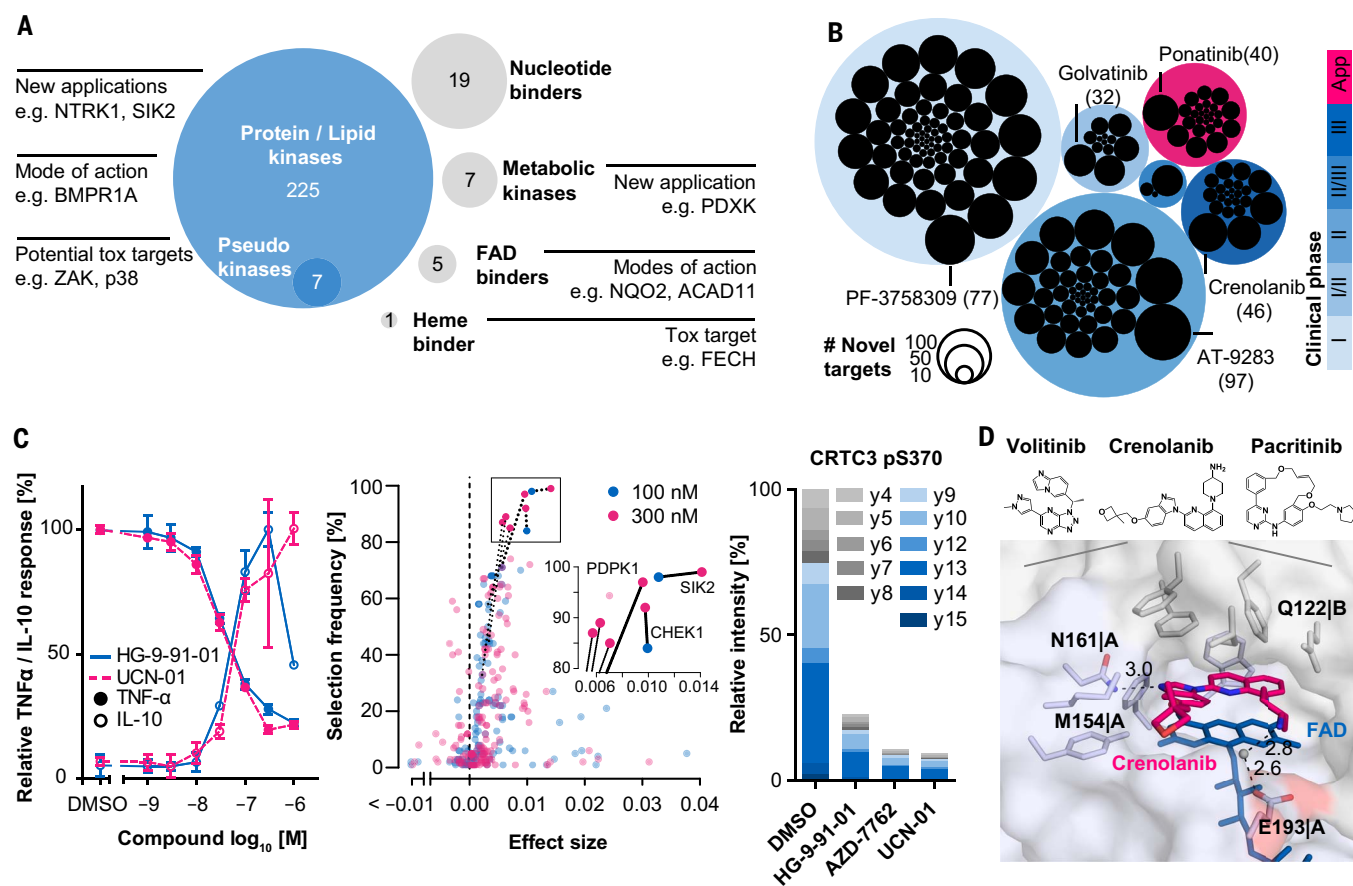 A
New applications
e.g. NTRK1, SIK2
Mode of action
e.g. BMPR1A
Potential tox targets
e.g. ZAK, p38
Protein / Lipid
kinases
225
Pseudo
kinases
7
19
Nucleotide
binders
7
Metabolic
kinases
New application
e.g. PDXK
5
FAD
binders
Modes of action
e.g. NQO2, ACAD11
1
Heme
binder
Tox target
e.g. FECH
B
Golvatinib
(32)
Ponatinib(40)
PF-3758309 (77)
Crenolanib
(46)
AT-9283
(97)
# Novel
targets
100
50
10
Clinical phase
App
III
II/III
II
I/II
I
C
Relative TNFα / IL-10 response [%]
100
50
0
HG-9-91-01
UCN-01
TNF-α
IL-10
DMSO
-9
-8
-7
-6
Compound log10 [M]
Selection frequency [%]
100
80
60
40
20
0
100 nM
300 nM
PDPK1
SIK2
CHEK1
100
90
80
0.006
0.010
0.014
< −0.01
0.00
0.01
0.02
0.03
0.04
Effect size
CRTC3 pS370
y4
y5
y6
y7
y8
y9
y10
y12
y13
y14
y15
Relative intensity [%]
100
50
0
DMSO
HG-9-91-01
AZD-7762
UCN-01
D
Volitinib
Crenolanib
Pacritinib
N
N
N
N
N
N
N
N
N
O
O
N
N
N
N
NH2
O
O
N
N
N
H
O
N
Q122|B
N161|A
3.0
M154|A
FAD
Crenolanib
2.8
2.6
E193|A